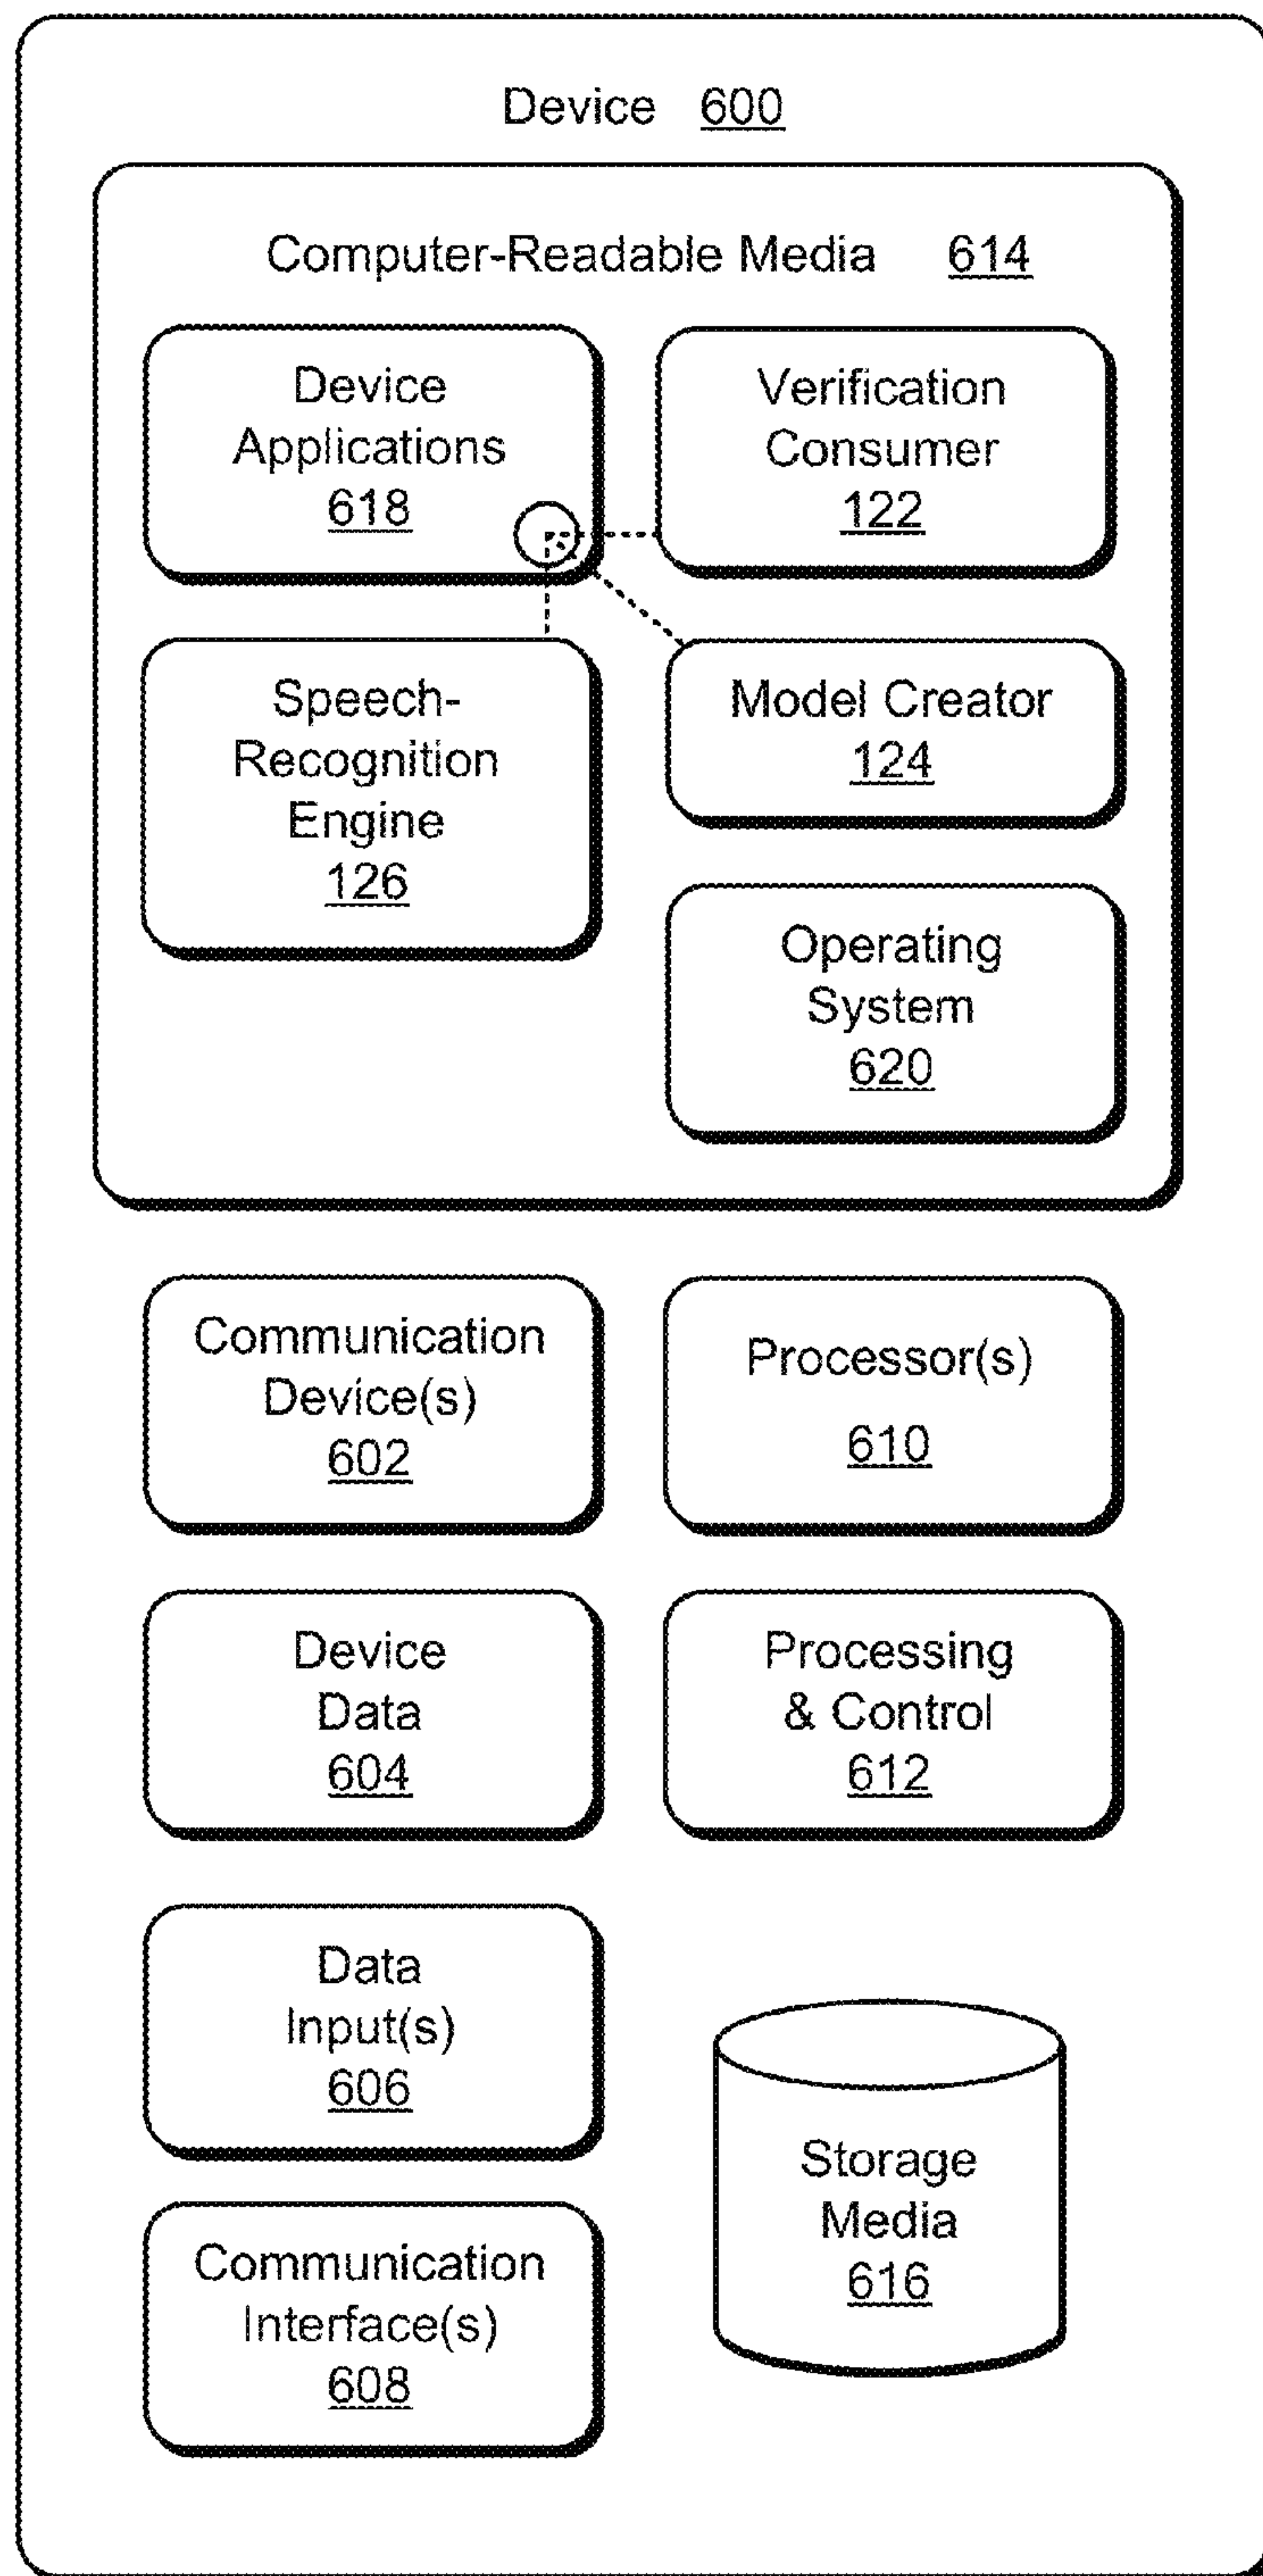 Device 600
Computer-Readable Media 614
Device
Applications
618
Verification
Consumer
122
Speech-
Recognition
Engine
126
Model Creator
124
Operating
System
620
Communication
Device(s)
602
Processor(s)
610
Device
Data
604
Processing
& Control
612
Data
Input(s)
606
Communication
Interface(s)
608
Storage
Media
616